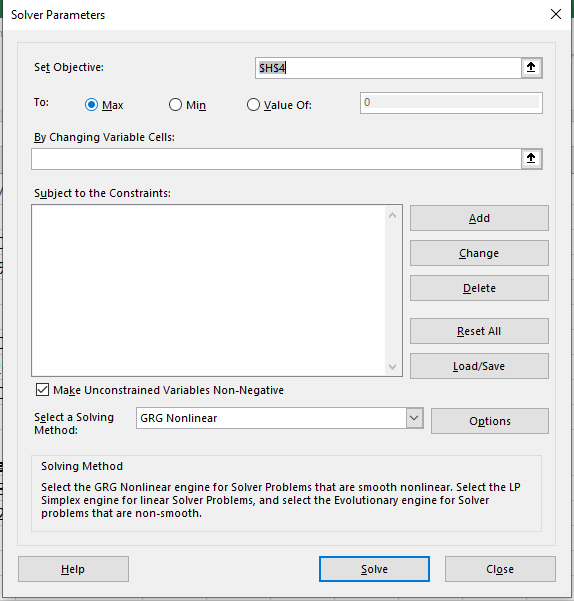 Solver Parameters
Set Objective:
$H$4
To:
Max
Min
Value Of:
0
By Changing Variable Cells:
Subject to the Constraints:
Add
Change
Delete
Reset All
Load/Save
Make Unconstrained Variables Non-Negative
Select a Solving
Method:
GRG Nonlinear
Options
Solving Method
Select the GRG Nonlinear engine for Solver Problems that are smooth nonlinear. Select the LP
Simplex engine for linear Solver Problems, and select the Evolutionary engine for Solver
problems that are non-smooth.
Help
Solve
Close